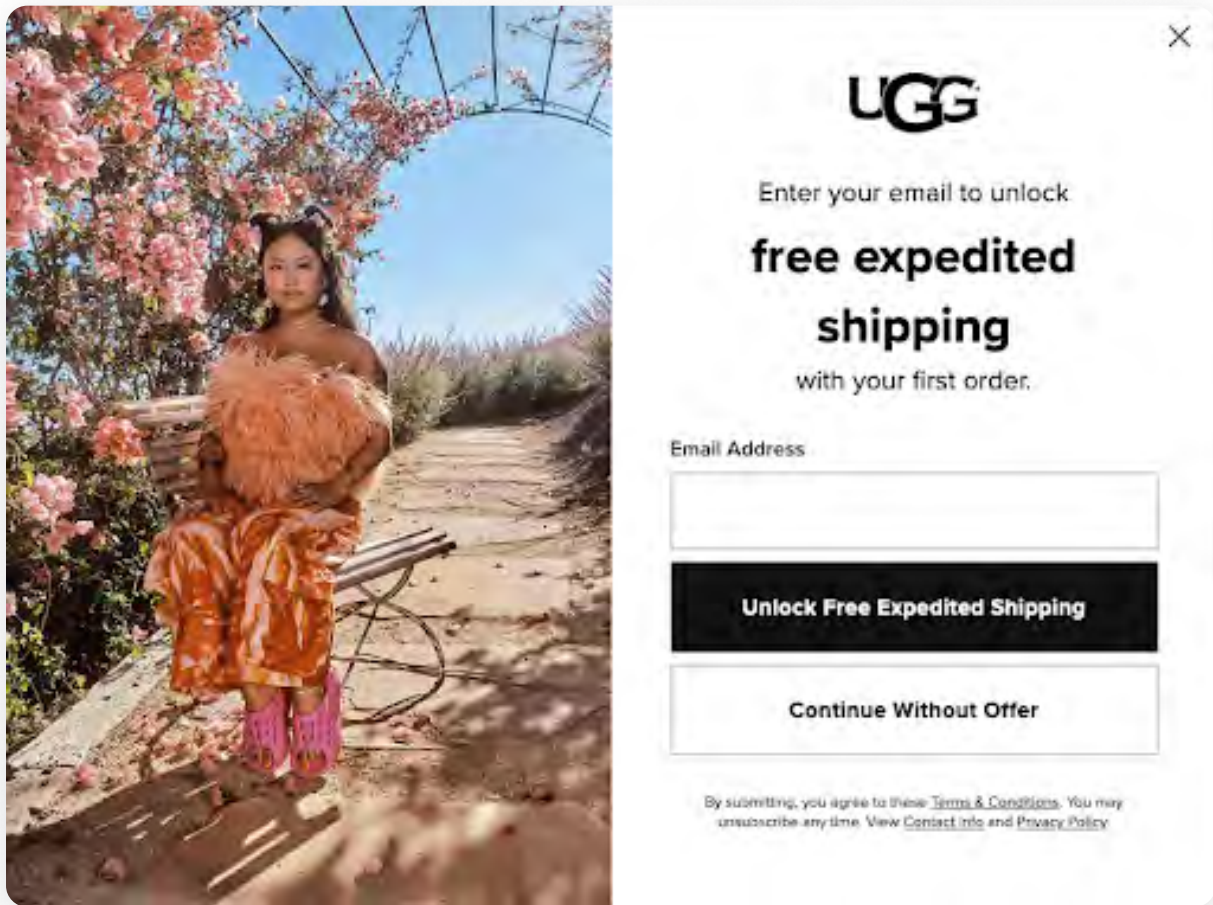 UGG
Enter your email to unlock
free expedited
shipping
with your first order.
Email Address
Unlock Free Expedited Shipping
Continue Without Offer
By submitting, you agree to these Terms & Conditions. You may
unsubscribe any time. View Contact Info and Privacy Policy